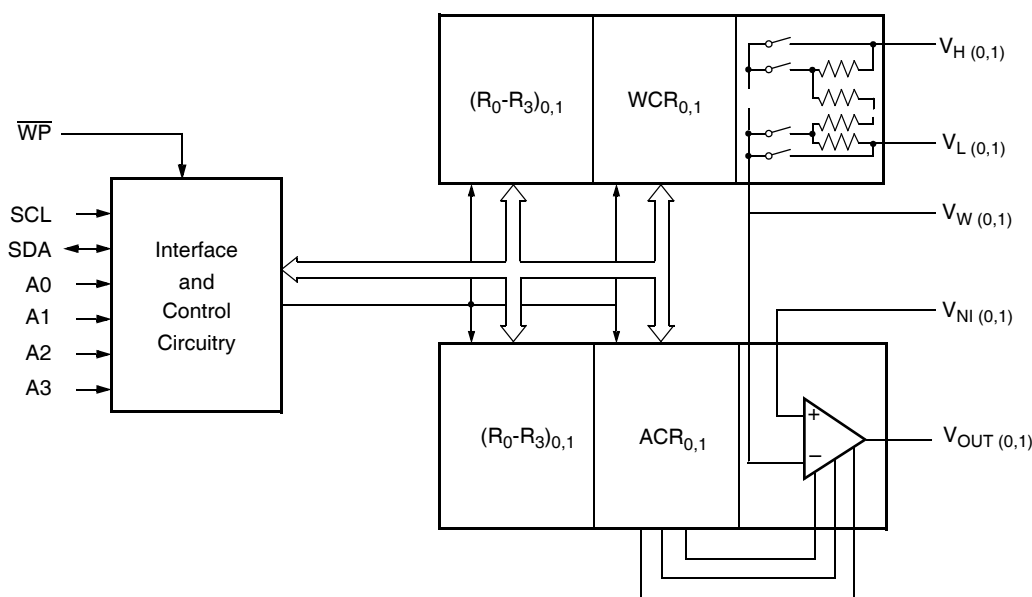 (R0-R3)0,1
WCR0,1
VH (0,1)
VL (0,1)
VW (0,1)
WP
SCL
SDA
A0
A1
A2
A3
Interface
and
Control
Circuitry
VNI (0,1)
(R0-R3)0,1
ACR0,1
+
−
VOUT (0,1)